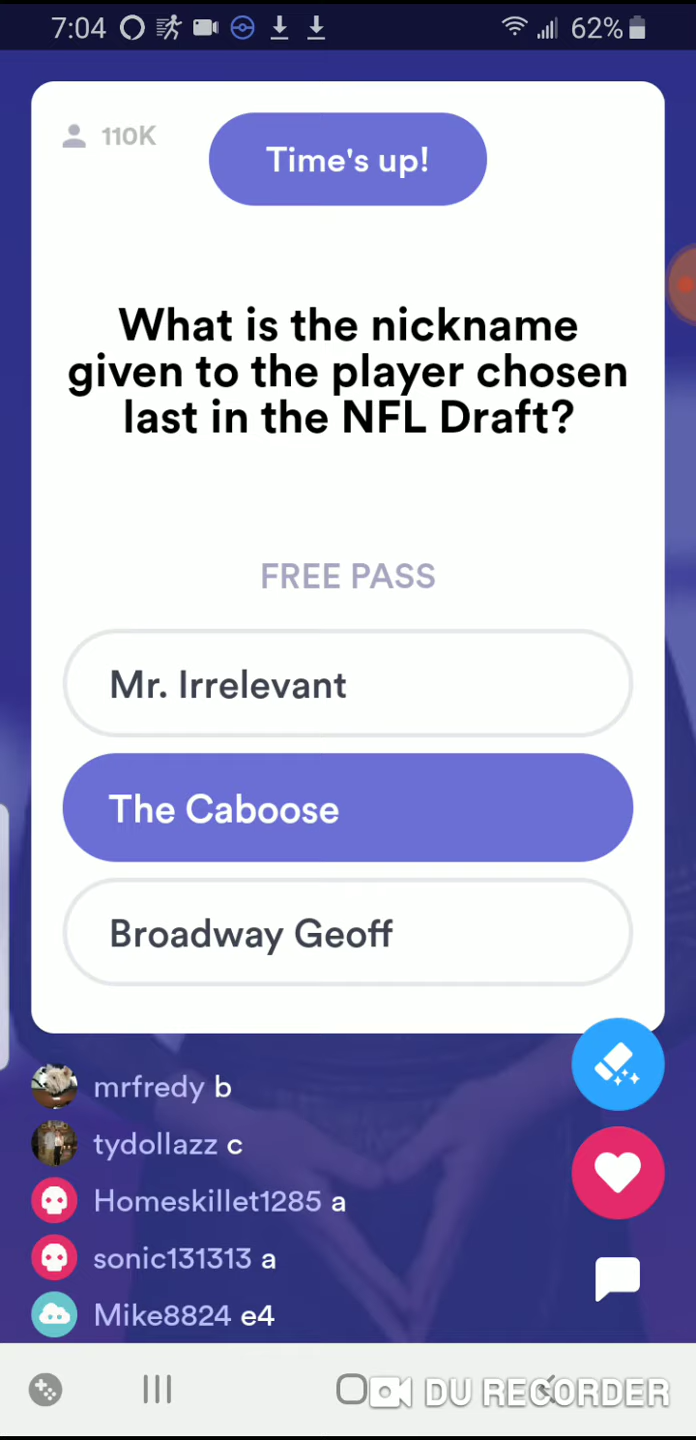 7:04 62%
110K
Time's up!
What is the nickname
given to the player chosen
last in the NFL Draft?
FREE PASS
Mr. Irrelevant
The Caboose
Broadway Geoff
mrfredy b
tydollazz c
Homeskillet1285 a
sonic131313 a
Mike8824 e4
DU RECORDER